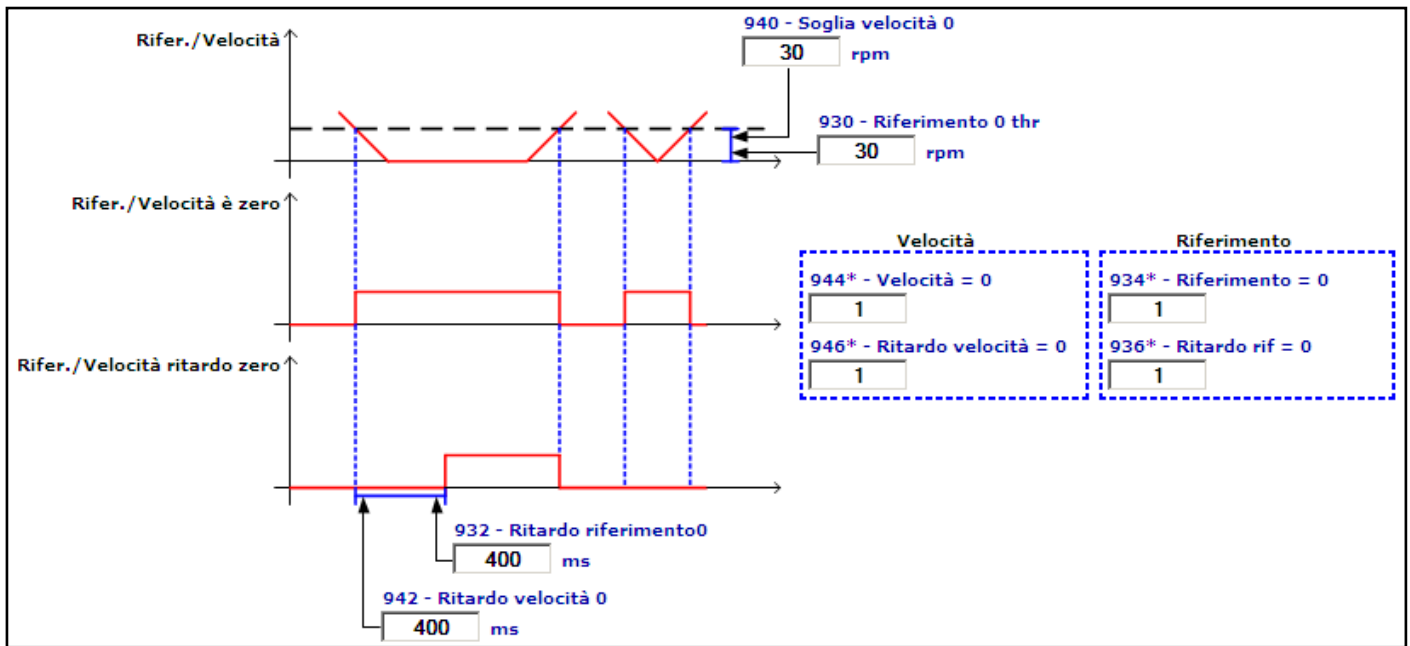 940 - Soglia velocità 0
30 rpm
Rifer./Velocità
930 - Riferimento 0 thr
30 rpm
Rifer./Velocità è zero
Velocità
Riferimento
944* - Velocità = 0
1
934* - Riferimento = 0
1
946* - Ritardo velocità = 0
1
936* - Ritardo rif = 0
1
Rifer./Velocità ritardo zero
932 - Ritardo riferimento0
400 ms
942 - Ritardo velocità 0
400 ms